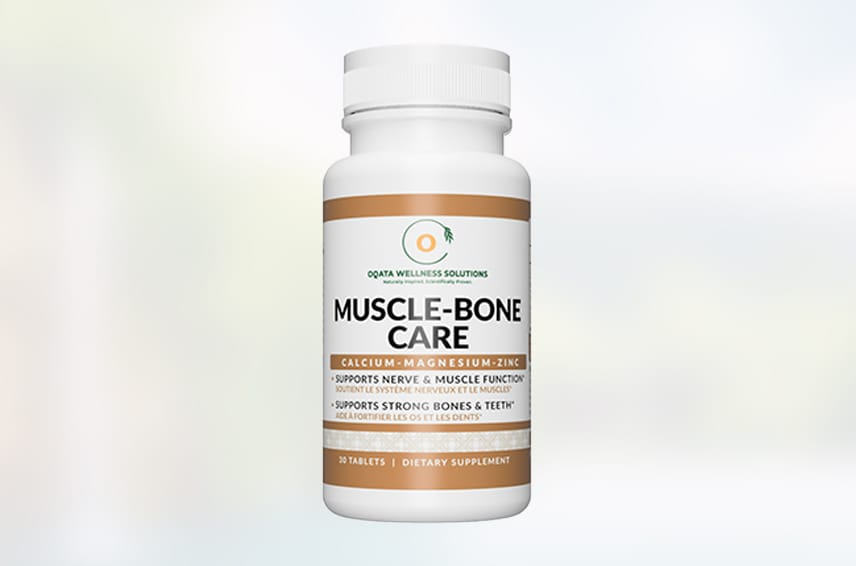 O
OQATA WELLNESS SOLUTIONS
Naturally Inspired, Scientifically Proven.
MUSCLE-BONE
CARE
CALCIUM-MAGNESIUM-ZINC
• SUPPORTS NERVE & MUSCLE FUNCTION*
SOUTIENT LE SYSTÈME NERVEUX ET LE MUSCLES*
• SUPPORTS STRONG BONES & TEETH*
AIDE À FORTIFIER LES OS ET LES DENTS*
30 TABLETS | DIETARY SUPPLEMENT